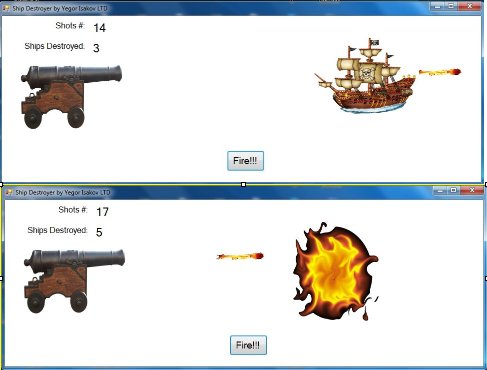 Ship Destroyer by Yegor Isakov LTD
Shots #: 14
Ships Destroyed: 3
Fire!!!
Ship Destroyer by Yegor Isakov LTD
Shots #: 17
Ships Destroyed: 5
Fire!!!